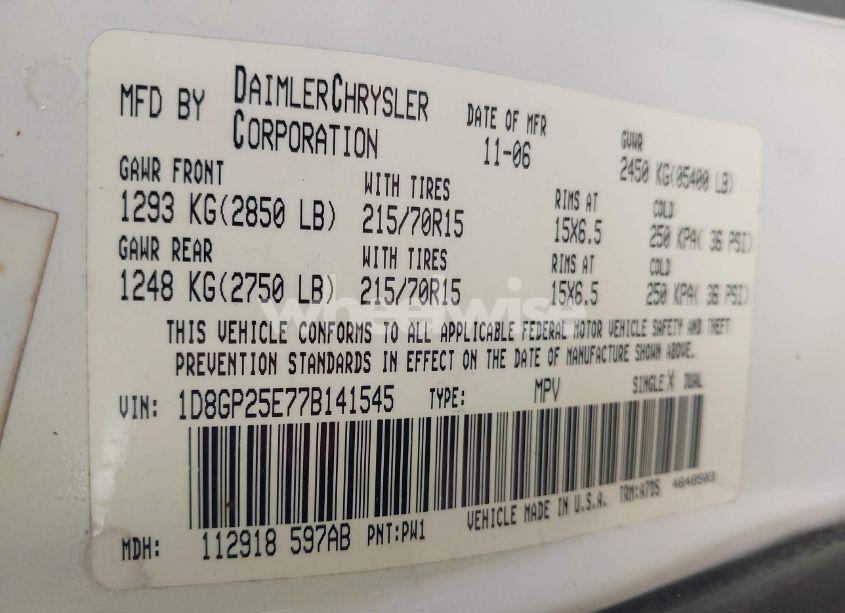 MFD BY DAIMLERCHRYSLER CORPORATION
DATE OF MFR 11-06
GVWR 2450 KG(05400 LB)
GAWR FRONT WITH TIRES RIMS AT COLD
1293 KG(2850 LB) 215/70R15 15X6.5 250 KPA( 36 PSI)
GAWR REAR WITH TIRES RIMS AT COLD
1248 KG(2750 LB) 215/70R15 15X6.5 250 KPA( 36 PSI)
wheelwise
THIS VEHICLE CONFORMS TO ALL APPLICABLE FEDERAL MOTOR VEHICLE SAFETY AND THEFT
PREVENTION STANDARDS IN EFFECT ON THE DATE OF MANUFACTURE SHOWN ABOVE.
VIN: 1D8GP25E77B141545 TYPE: MPV SINGLE X DUAL
MDH: 112918 597AB PNT:PW1 VEHICLE MADE IN U.S.A. TRM:A7D5 4648503